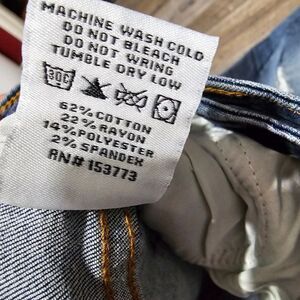 MACHINE WASH COLD
DO NOT BLEACH
DO NOT WRING
TUMBLE DRY LOW
30C
62% COTTON
22% RAYON
14% POLYESTER
2% SPANDEX
RN# 153773